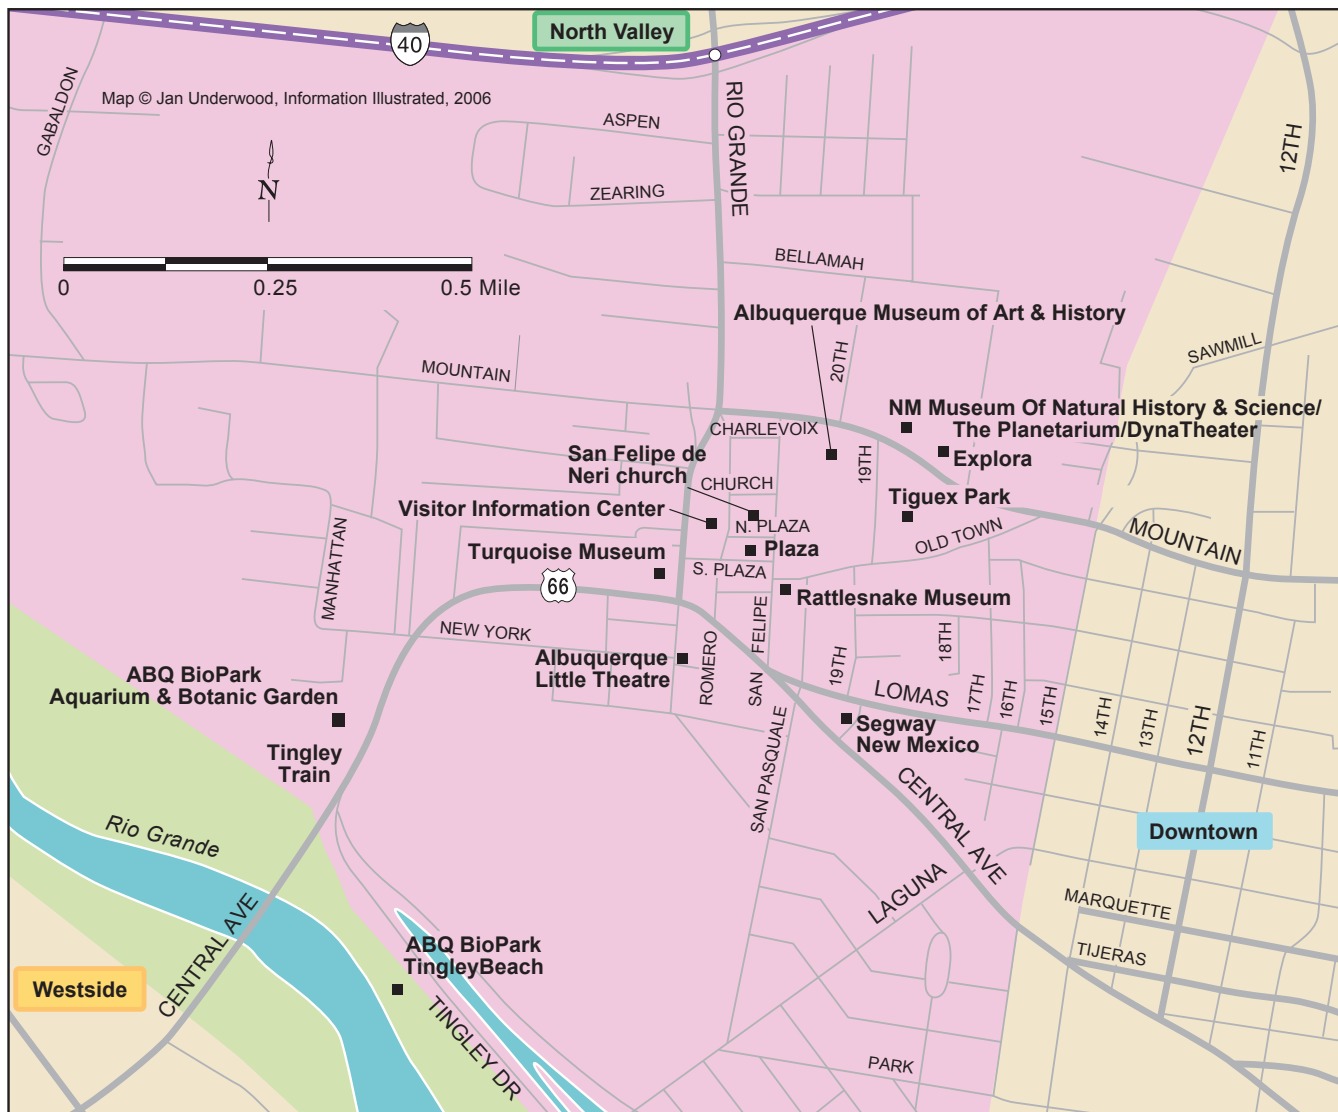 North Valley
40
Map © Jan Underwood, Information Illustrated, 2006
GABALDON
ASPEN
RIO GRANDE
12TH
N
ZEARING
BELLAMAH
0
0.25
0.5 Mile
Albuquerque Museum of Art & History
SAWMILL
20TH
MOUNTAIN
NM Museum Of Natural History & Science/
The Planetarium/DynaTheater
CHARLEVOIX
19TH
Explora
San Felipe de
Neri church
CHURCH
Tiguex Park
Visitor Information Center
N. PLAZA
OLD TOWN
MOUNTAIN
MANHATTAN
Turquoise Museum
Plaza
S. PLAZA
66
Rattlesnake Museum
NEW YORK
SAN FELIPE
18TH
Albuquerque
Little Theatre
ROMERO
19TH
ABQ BioPark
Aquarium & Botanic Garden
LOMAS
17TH
16TH
15TH
14TH
13TH
12TH
11TH
Tingley
Train
Segway
New Mexico
SAN PASQUALE
CENTRAL AVE
Downtown
Rio Grande
LAGUNA
MARQUETTE
CENTRAL AVE
ABQ BioPark
TingleyBeach
TIJERAS
Westside
TINGLEY DR
PARK